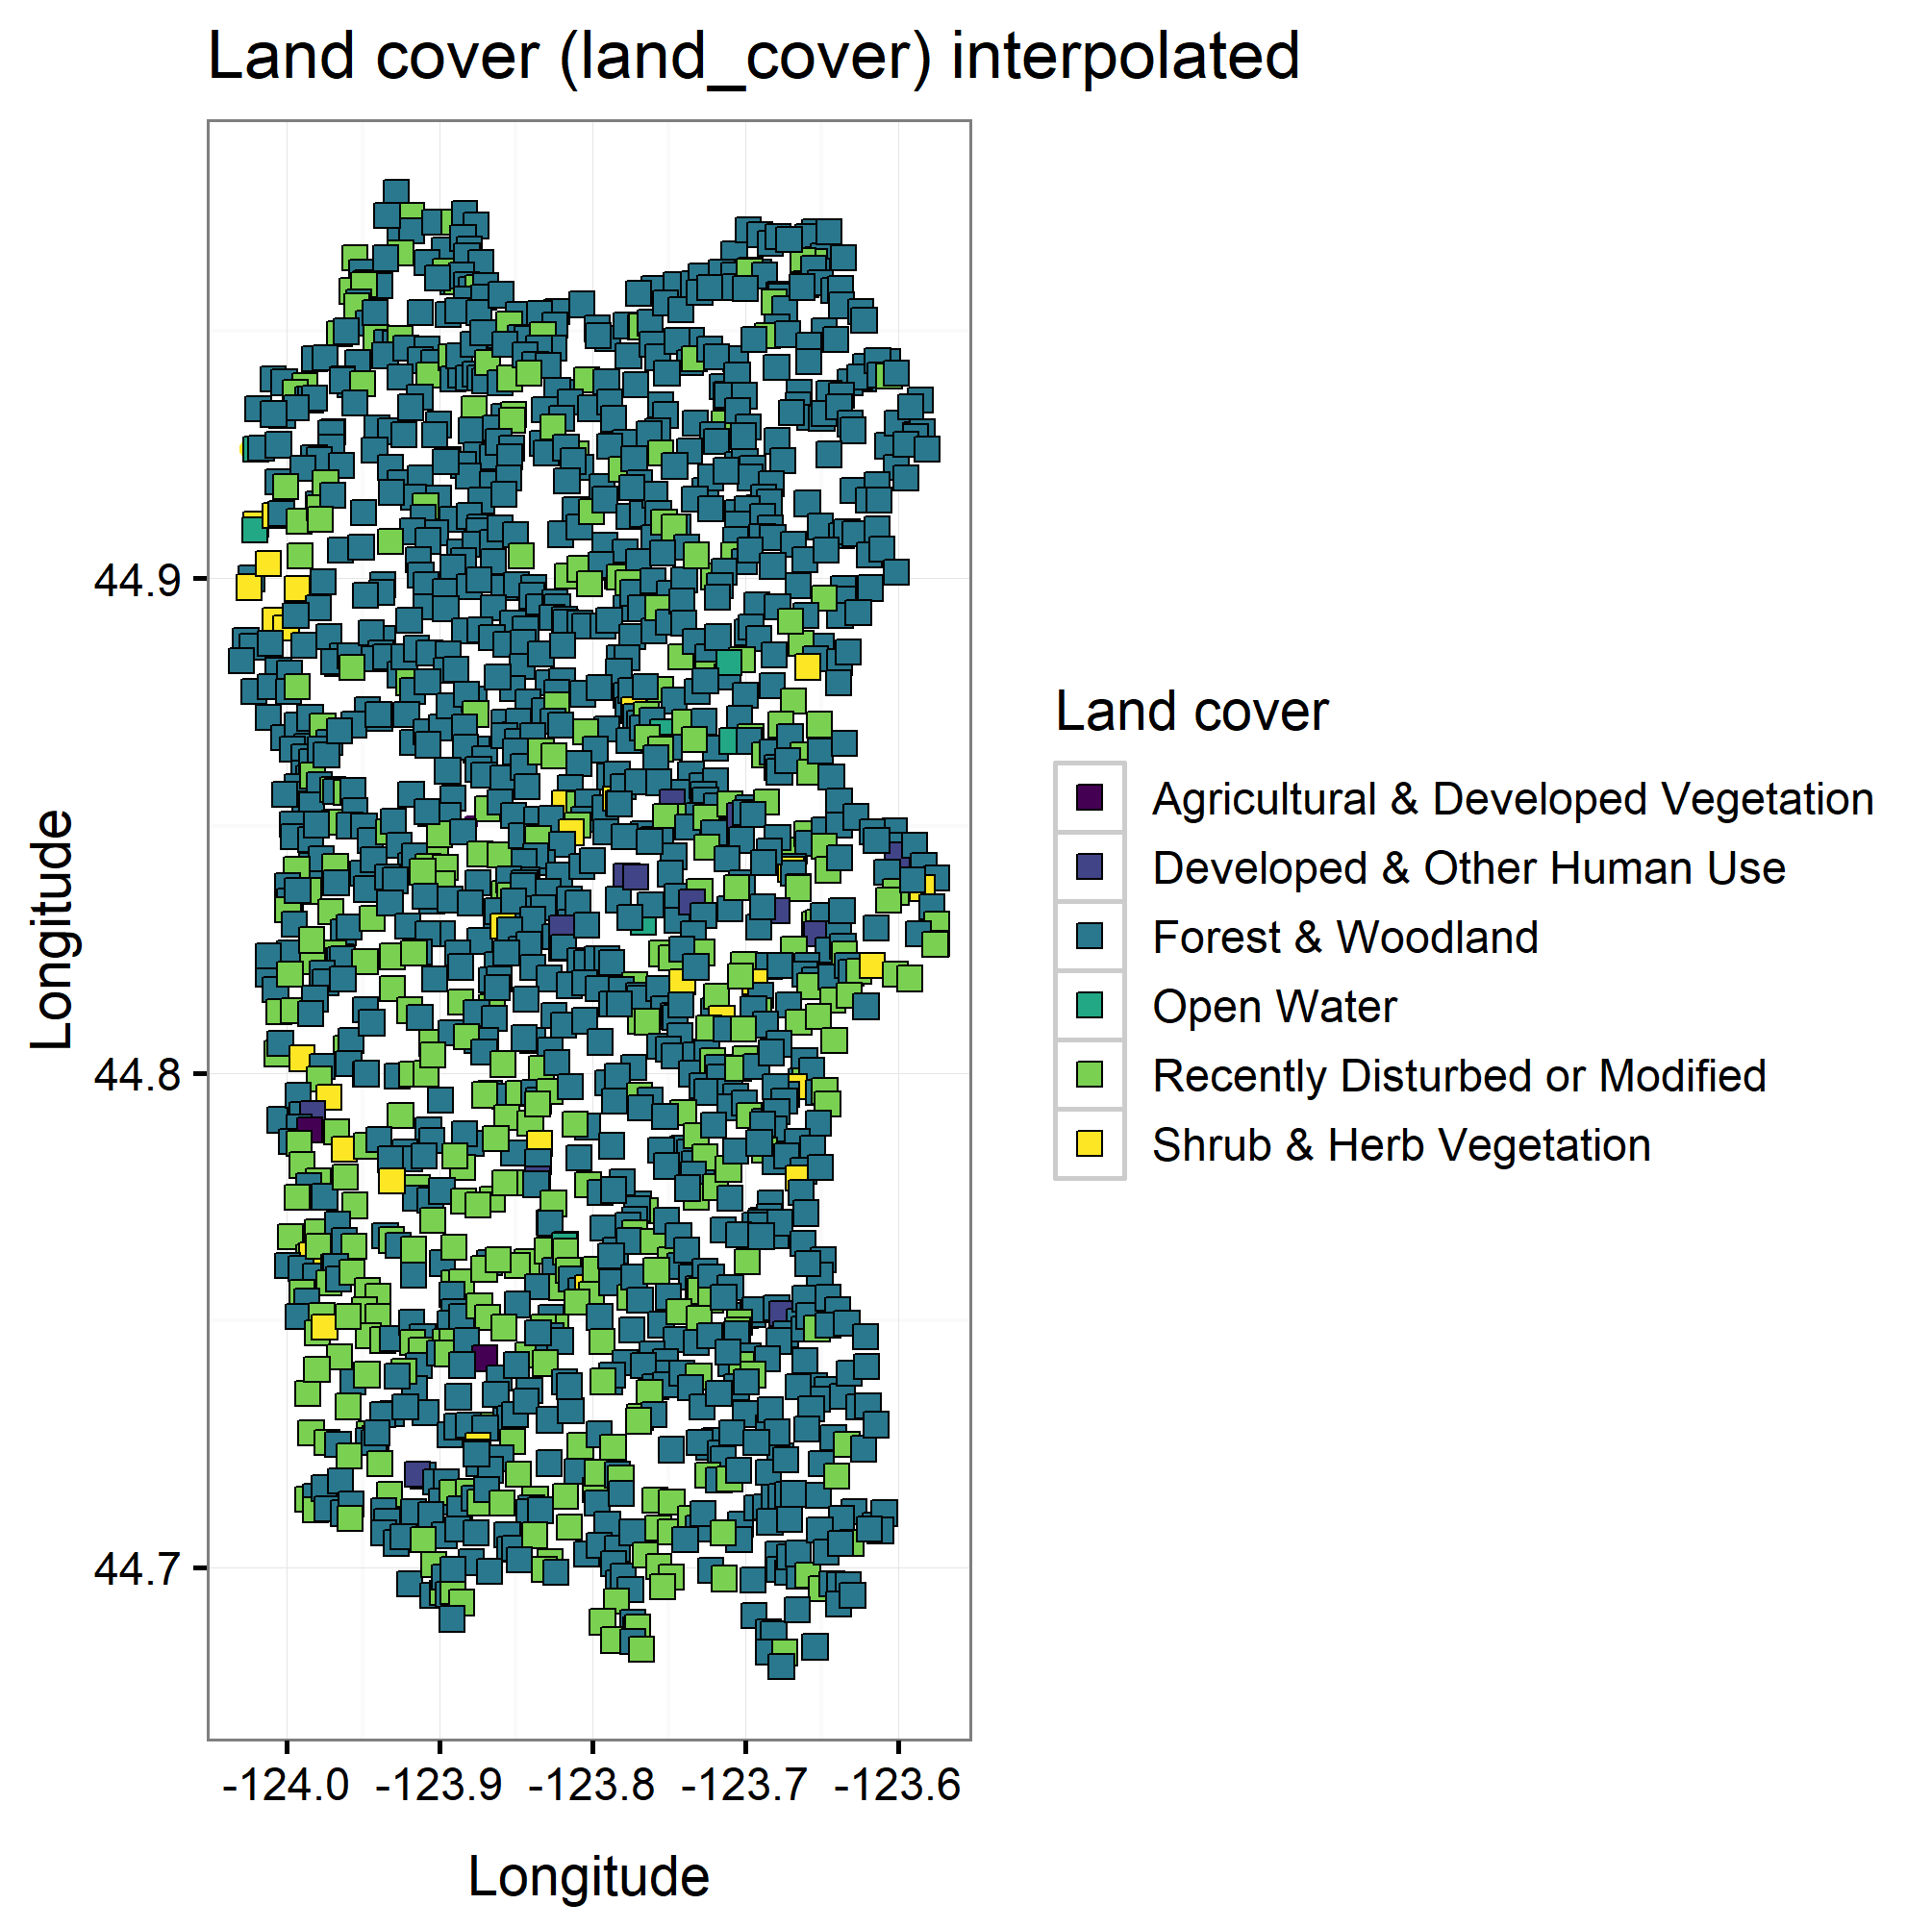 Land cover (land_cover) interpolated
Longitude
44.9
44.8
44.7
-124.0 -123.9 -123.8 -123.7 -123.6
Longitude
Land cover
Agricultural & Developed Vegetation
Developed & Other Human Use
Forest & Woodland
Open Water
Recently Disturbed or Modified
Shrub & Herb Vegetation